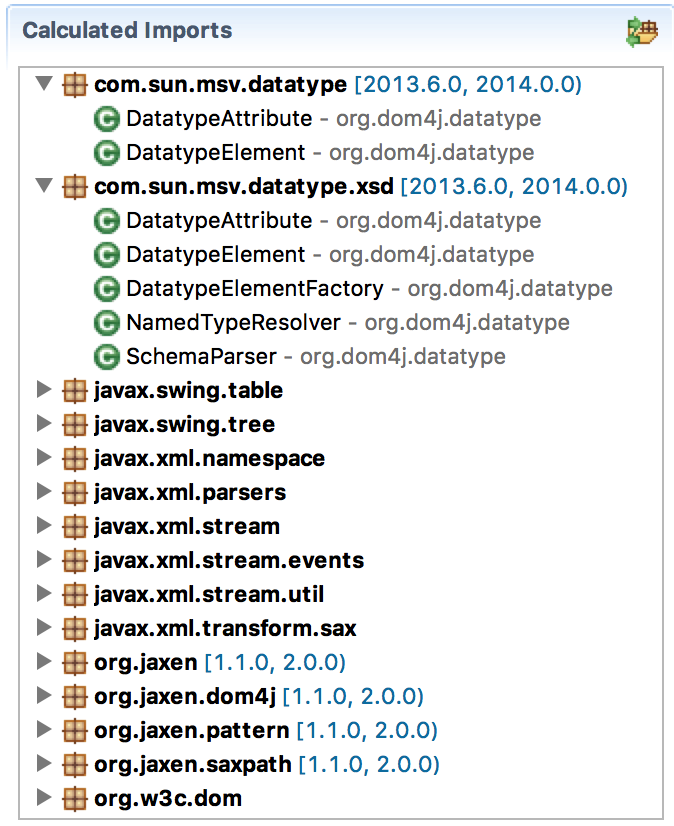 Calculated Imports
com.sun.msv.datatype [2013.6.0, 2014.0.0)
C DatatypeAttribute - org.dom4j.datatype
C DatatypeElement - org.dom4j.datatype
com.sun.msv.datatype.xsd [2013.6.0, 2014.0.0)
C DatatypeAttribute - org.dom4j.datatype
C DatatypeElement - org.dom4j.datatype
C DatatypeElementFactory - org.dom4j.datatype
C NamedTypeResolver - org.dom4j.datatype
C SchemaParser - org.dom4j.datatype
javax.swing.table
javax.swing.tree
javax.xml.namespace
javax.xml.parsers
javax.xml.stream
javax.xml.stream.events
javax.xml.stream.util
javax.xml.transform.sax
org.jaxen [1.1.0, 2.0.0)
org.jaxen.dom4j [1.1.0, 2.0.0)
org.jaxen.pattern [1.1.0, 2.0.0)
org.jaxen.saxpath [1.1.0, 2.0.0)
org.w3c.dom